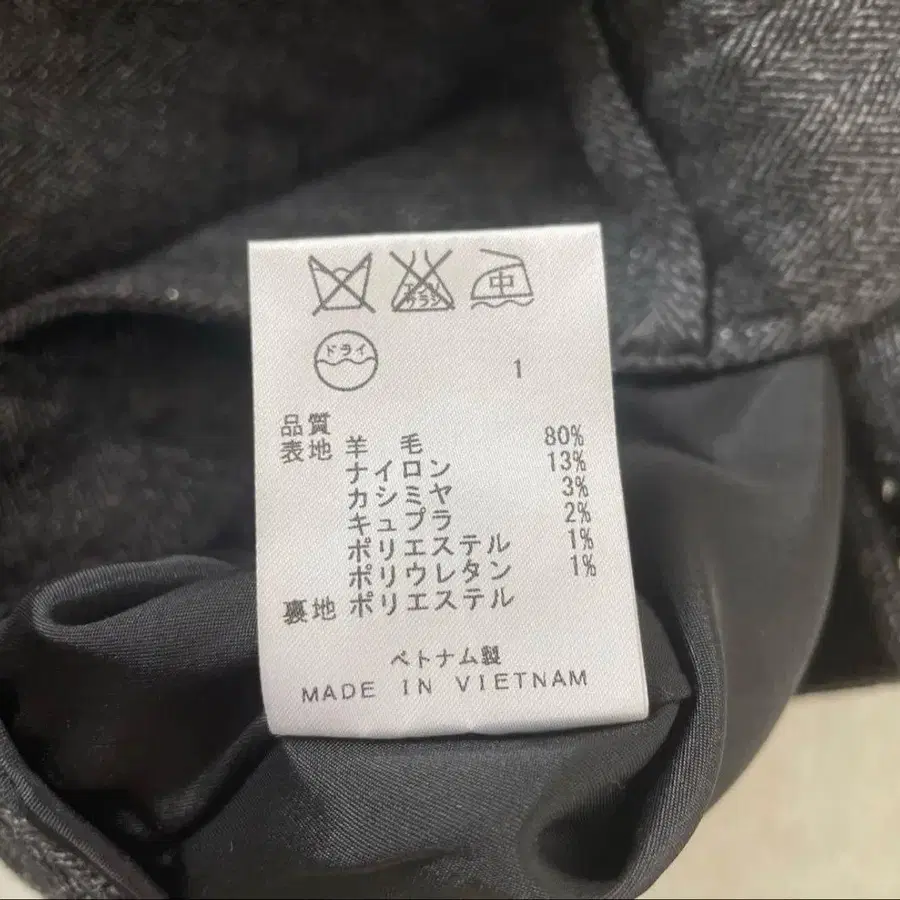 中
ドライ
1
品質
表地 羊 毛 80%
ナイロン 13%
カシミヤ 3%
キュプラ 2%
ポリエステル 1%
ポリウレタン 1%
裏地 ポリエステル
ベトナム製
MADE IN VIETNAM